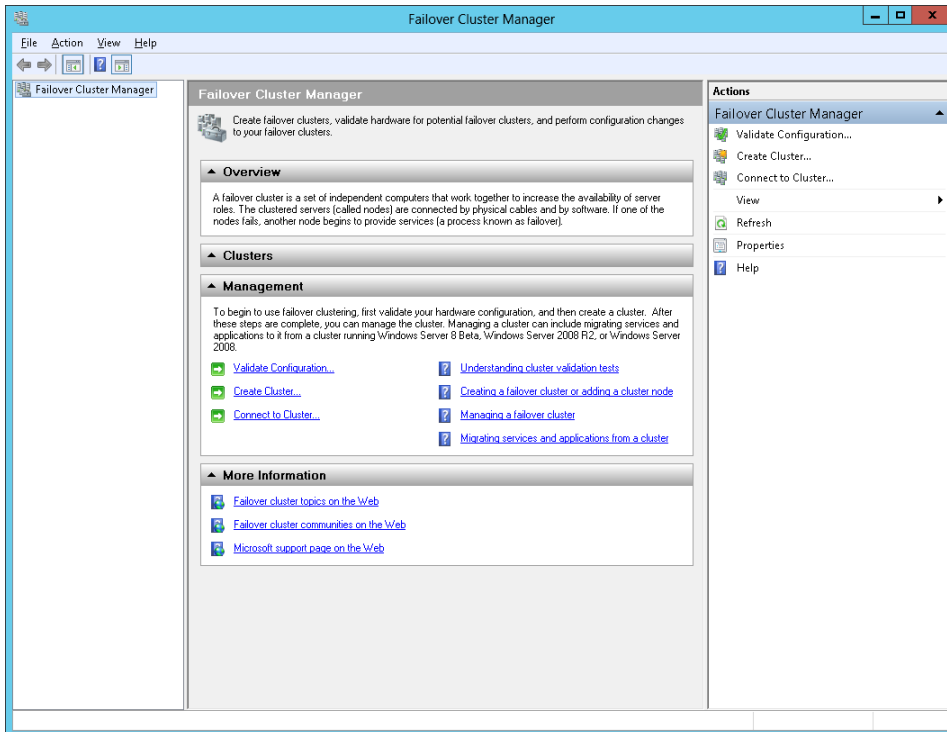 Failover Cluster Manager
File Action View Help
Failover Cluster Manager
Failover Cluster Manager
Create failover clusters, validate hardware for potential failover clusters, and perform configuration changes
to your failover clusters.
Overview
A failover cluster is a set of independent computers that work together to increase the availability of server
roles. The clustered servers (called nodes) are connected by physical cables and by software. If one of the
nodes fails, another node begins to provide services (a process known as failover).
Clusters
Management
To begin to use failover clustering, first validate your hardware configuration, and then create a cluster. After
these steps are complete, you can manage the cluster. Managing a cluster can include migrating services and
applications to it from a cluster running Windows Server 8 Beta, Windows Server 2008 R2, or Windows Server
2008.
Validate Configuration...
Understanding cluster validation tests
Create Cluster...
Creating a failover cluster or adding a cluster node
Connect to Cluster...
Managing a failover cluster
Migrating services and applications from a cluster
More Information
Failover cluster topics on the Web
Failover cluster communities on the Web
Microsoft support page on the Web
Actions
Failover Cluster Manager
Validate Configuration...
Create Cluster...
Connect to Cluster...
View
Refresh
Properties
Help